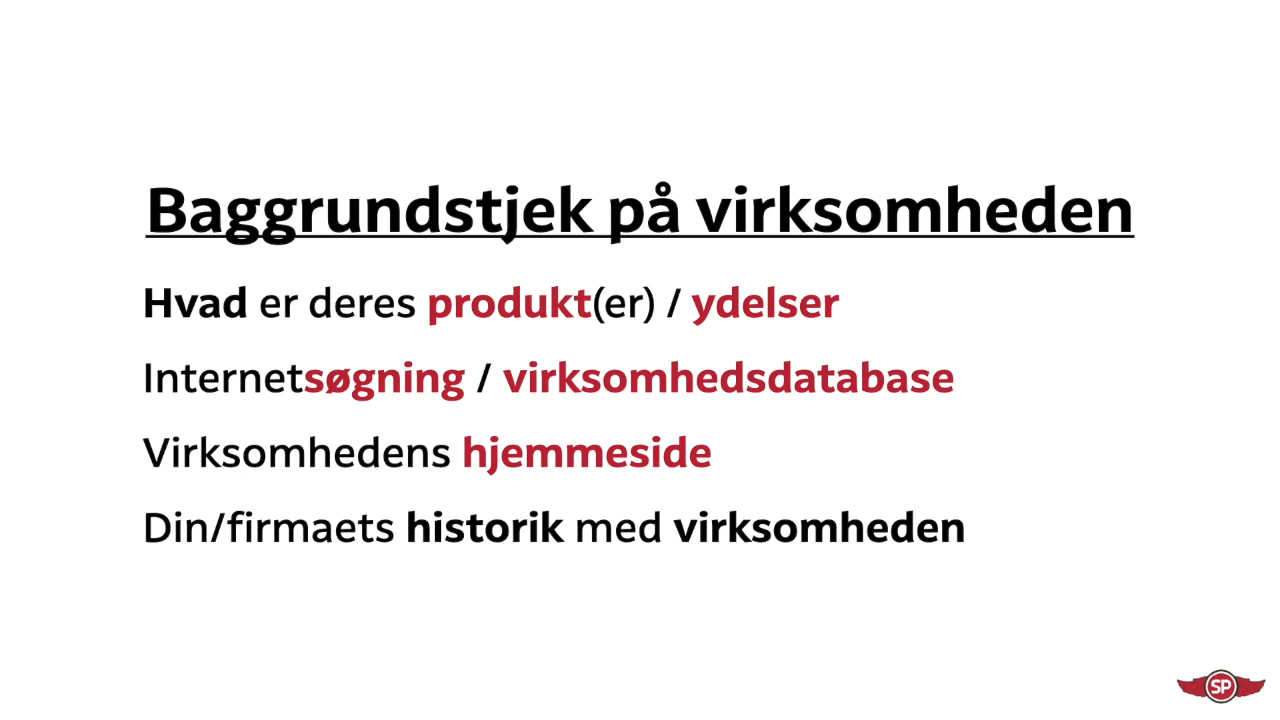 Baggrundstjek på virksomheden
Hvad er deres produkt(er) / ydelser
Internetsøgning / virksomhedsdatabase
Virksomhedens hjemmeside
Din/firmaets historik med virksomheden
SP